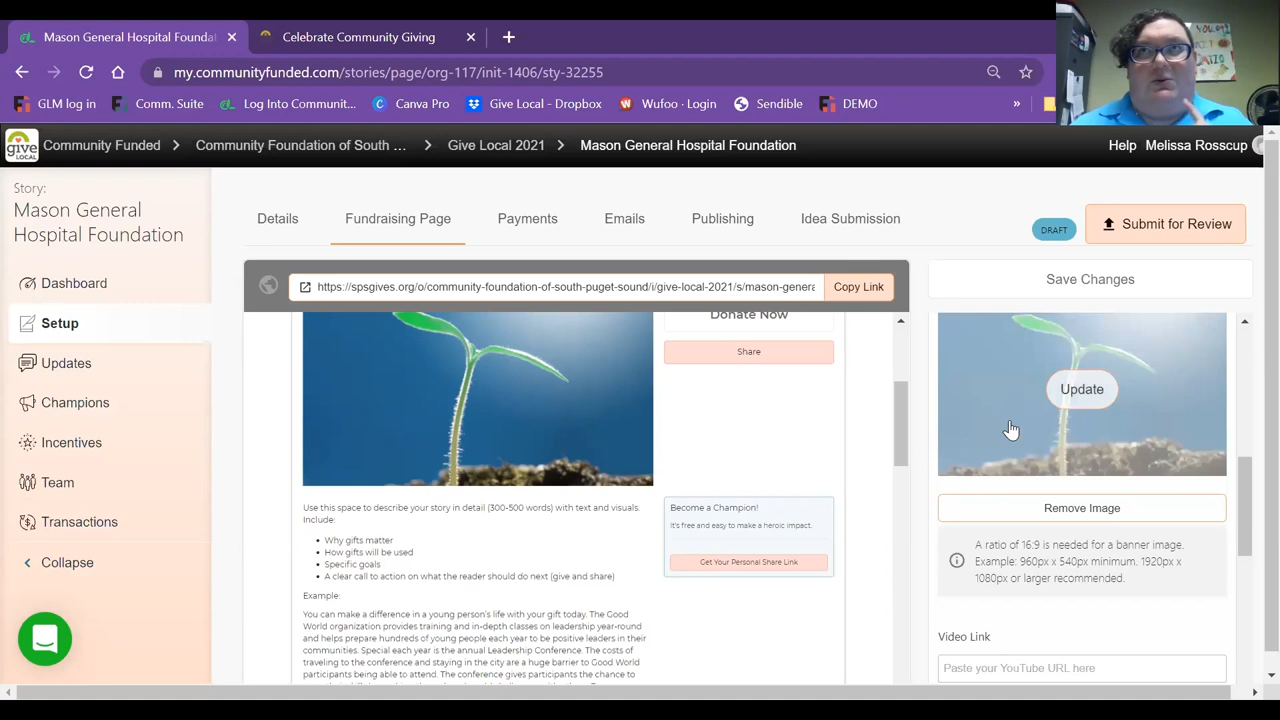 Mason General Hospital Founda
Celebrate Community Giving
my.communityfunded.com/stories/page/org-117/init-1406/sty-32255
GLM log in
Comm. Suite
Log Into Communit...
Canva Pro
Give Local - Dropbox
Wufoo · Login
Sendible
DEMO
»
give LOCAL
Community Funded
Community Foundation of South ...
Give Local 2021
Mason General Hospital Foundation
Help
Melissa Rosscup
Story:
Mason General
Hospital Foundation
Dashboard
Setup
Updates
Champions
Incentives
Team
Transactions
Collapse
Details
Fundraising Page
Payments
Emails
Publishing
Idea Submission
DRAFT
Submit for Review
https://spsgives.org/o/community-foundation-of-south-puget-sound/i/give-local-2021/s/mason-genera
Copy Link
Save Changes
Donate Now
Share
Use this space to describe your story in detail (300-500 words) with text and visuals.
Include:
• Why gifts matter
• How gifts will be used
• Specific goals
• A clear call to action on what the reader should do next (give and share)
Example:
You can make a difference in a young person's life with your gift today. The Good
World organization provides training and in-depth classes on leadership year-round
and helps prepare hundreds of young people each year to be positive leaders in their
communities. Special each year is the annual Leadership Conference. The costs of
traveling to the conference and staying in the city are a huge barrier to Good World
participants being able to attend. The conference gives participants the chance to
Become a Champion!
It's free and easy to make a heroic impact.
Get Your Personal Share Link
Update
Remove Image
A ratio of 16:9 is needed for a banner image.
Example: 960px x 540px minimum. 1920px x
1080px or larger recommended.
Video Link
Paste your YouTube URL here